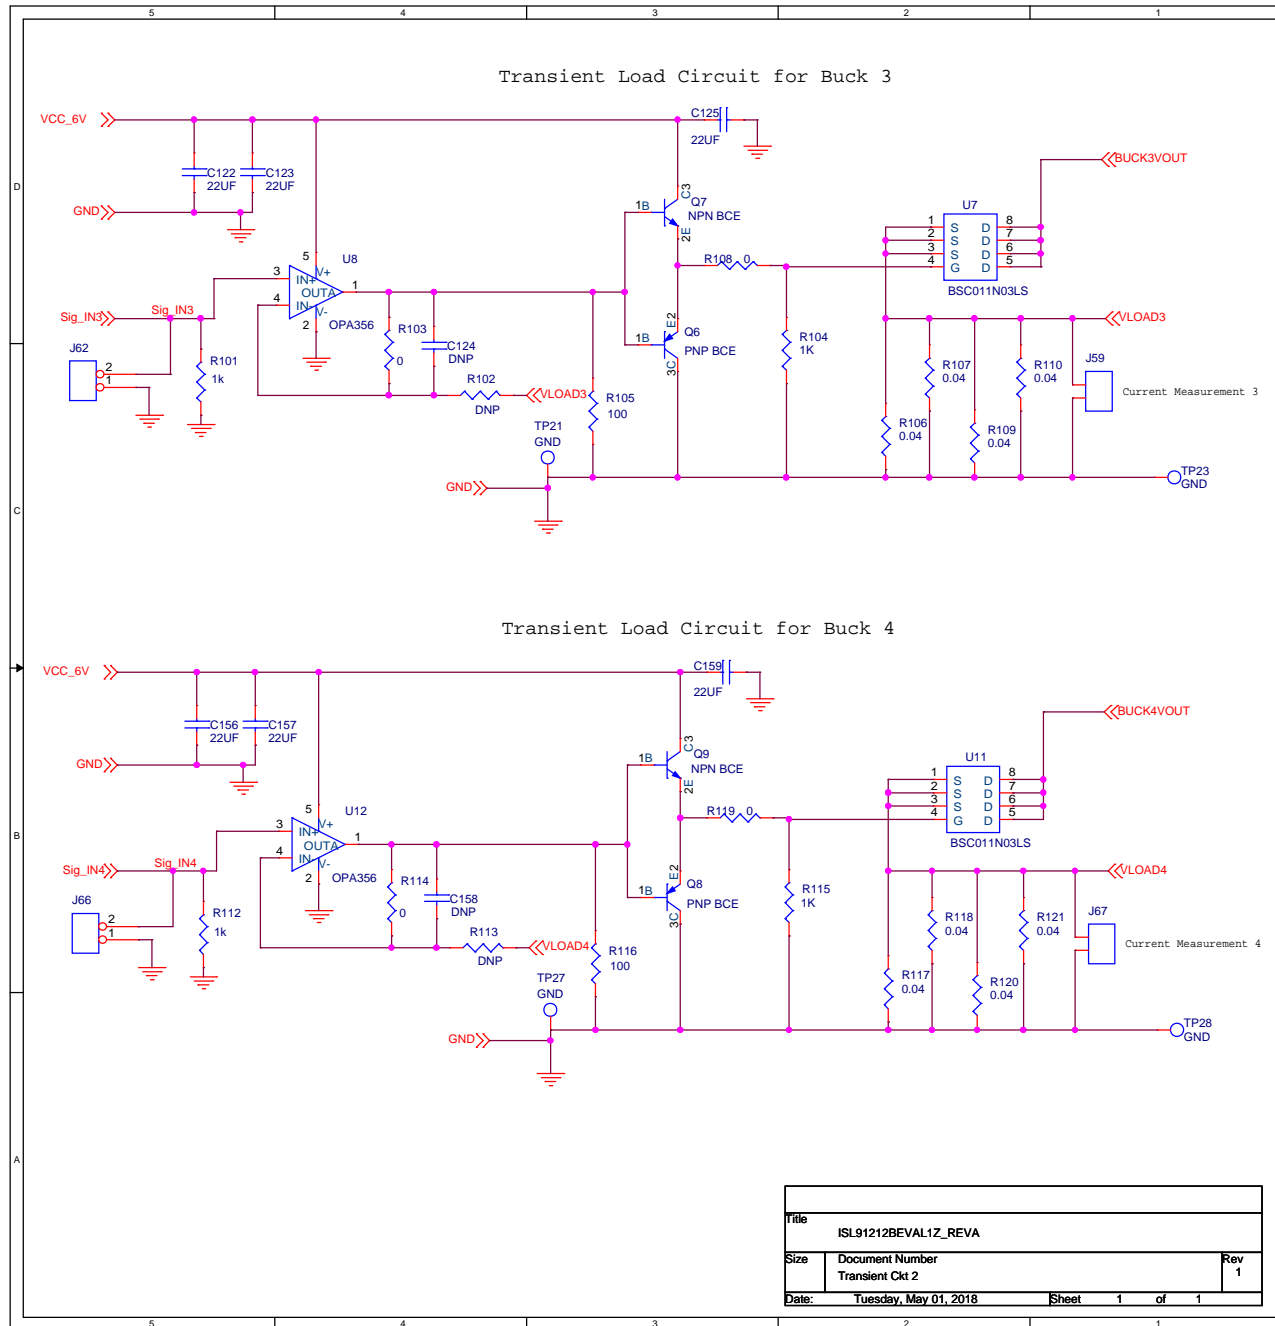 5 4 3 2 1
Transient Load Circuit for Buck 3
VCC_6V
C125
22UF
BUCK3VOUT
C122 C123
22UF 22UF
D
GND
C3
Q7
1B NPN BCE
2E
U7
1 S D 8
2 S D 7
3 S D 6
4 G D 5
BSC011N03LS
R108 0
U8
5
V+
3 IN+
OUTA 1
4 IN-
V-
2
OPA356
Sig_IN3 Sig_IN3
VLOAD3
R103
0
C124
DNP
E2
Q6
1B PNP BCE
3C
R104
1K
J62
2
1
R101
1k
R102
DNP
VLOAD3
R105
100
R107
0.04
R110
0.04
J59
Current Measurement 3
R106
0.04
R109
0.04
TP21
GND
GND
TP23
GND
C
Transient Load Circuit for Buck 4
VCC_6V
C159
22UF
BUCK4VOUT
C156 C157
22UF 22UF
GND
C3
Q9
1B NPN BCE
2E
U11
1 S D 8
2 S D 7
3 S D 6
4 G D 5
BSC011N03LS
R119 0
B
U12
5
V+
3 IN+
OUTA 1
4 IN-
V-
2
OPA356
Sig_IN4 Sig_IN4
VLOAD4
R114
0
C158
DNP
E2
Q8
1B PNP BCE
3C
R115
1K
J66
2
1
R112
1k
R113
DNP
VLOAD4
R116
100
R118
0.04
R121
0.04
J67
Current Measurement 4
R117
0.04
R120
0.04
TP27
GND
GND
TP28
GND
A
Title
ISL91212BEVAL1Z_REVA
Size Document Number Rev
Transient Ckt 2 1
Date: Tuesday, May 01, 2018 Sheet 1 of 1
5 4 3 2 1